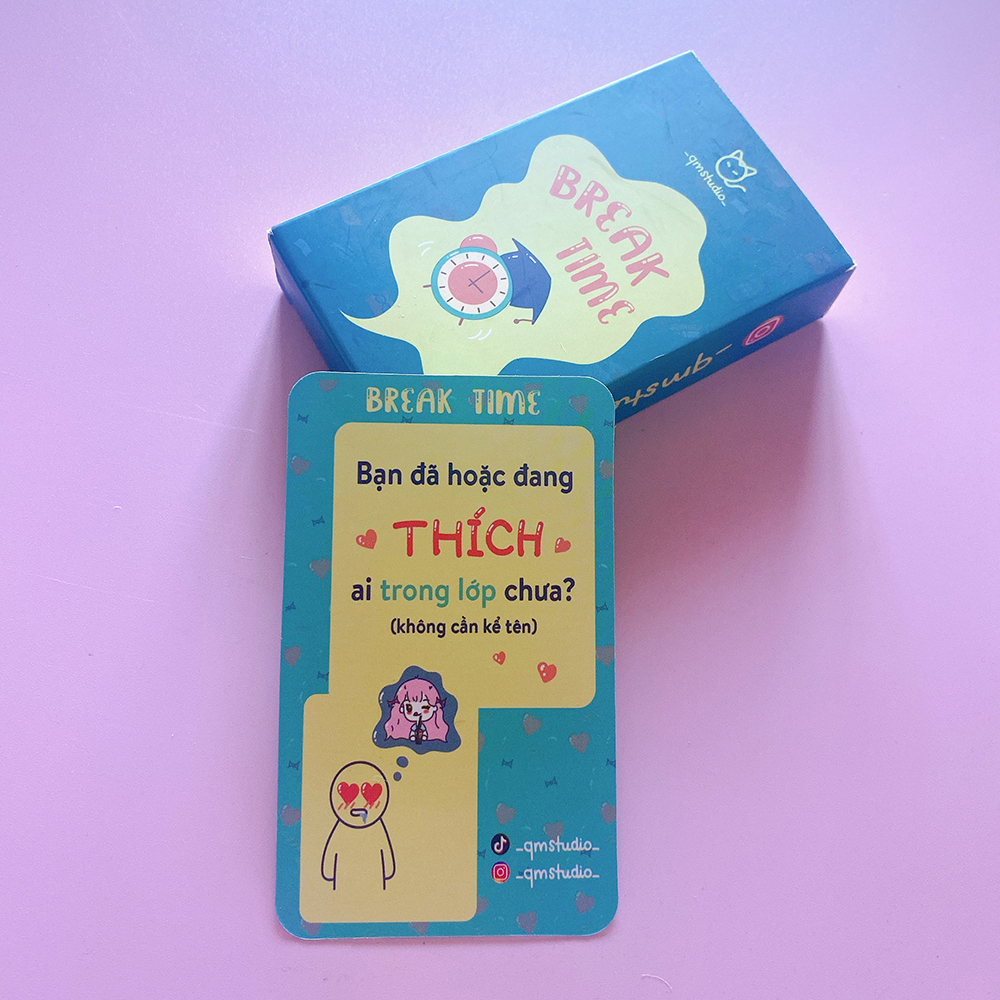 _qmstudio_
BREAK
TIME
BREAK TIME
Bạn đã hoặc đang
THÍCH
ai trong lớp chưa?
(không cần kể tên)
_qmstudio_
_qmstudio_